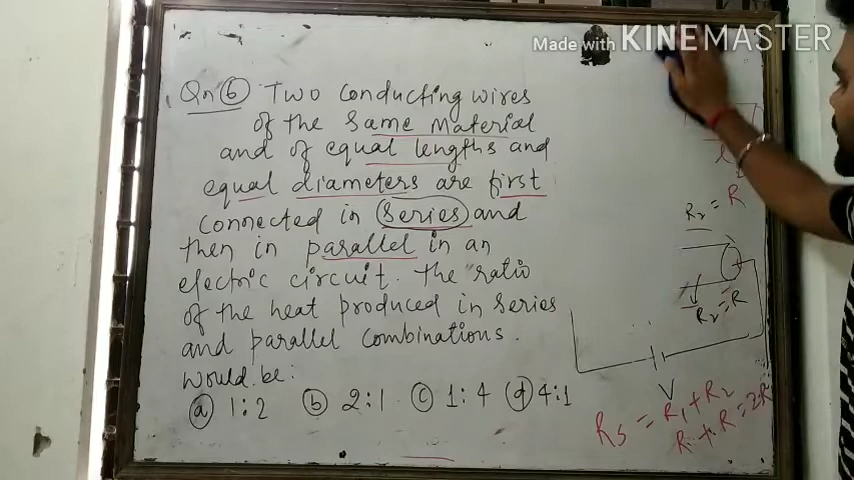 Made with KINEMASTER
Qn 6 Two conducting wires
of the same material
and of equal lengths and
equal diameters are first
connected in series and
then in parallel in an
electric circuit. The ratio
of the heat produced in series
and parallel combinations.
would be:
(a) 1:2 (b) 2:1 (c) 1:4 (d) 4:1
R₂ = R
R₂ = R
V
Rs = R₁ + R₂
R + R = 2R